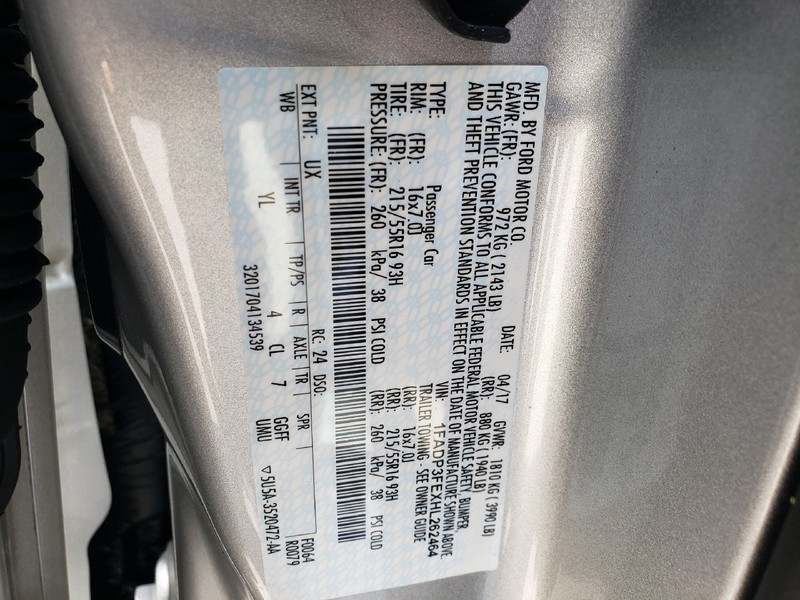 MFD. BY FORD MOTOR CO. DATE: 04/17 GVWR: 1810 KG ( 3990 LB)
GAWR: (FR): 972 KG ( 2143 LB) (RR): 880 KG ( 1940 LB)
THIS VEHICLE CONFORMS TO ALL APPLICABLE FEDERAL MOTOR VEHICLE SAFETY, BUMPER,
AND THEFT PREVENTION STANDARDS IN EFFECT ON THE DATE OF MANUFACTURE SHOWN ABOVE.
VIN: 1FADP3FEXHL262464
TYPE: Passenger Car TRAILER TOWING - SEE OWNER GUIDE
RIM: (FR): 16x7.0J (RR): 16x7.0J
TIRE: (FR): 215/55R16 93H (RR): 215/55R16 93H
PRESSURE: (FR): 260 kPa/ 38 PSI COLD (RR): 260 kPa/ 38 PSI COLD
EXT PNT: UX RC: 24 DSO: F0064
WB INT TR TP/PS R AXLE TR SPR R0079
YL 4 CL 7 GGFF
UMU
3201704134539 5U5A-3520472-AA